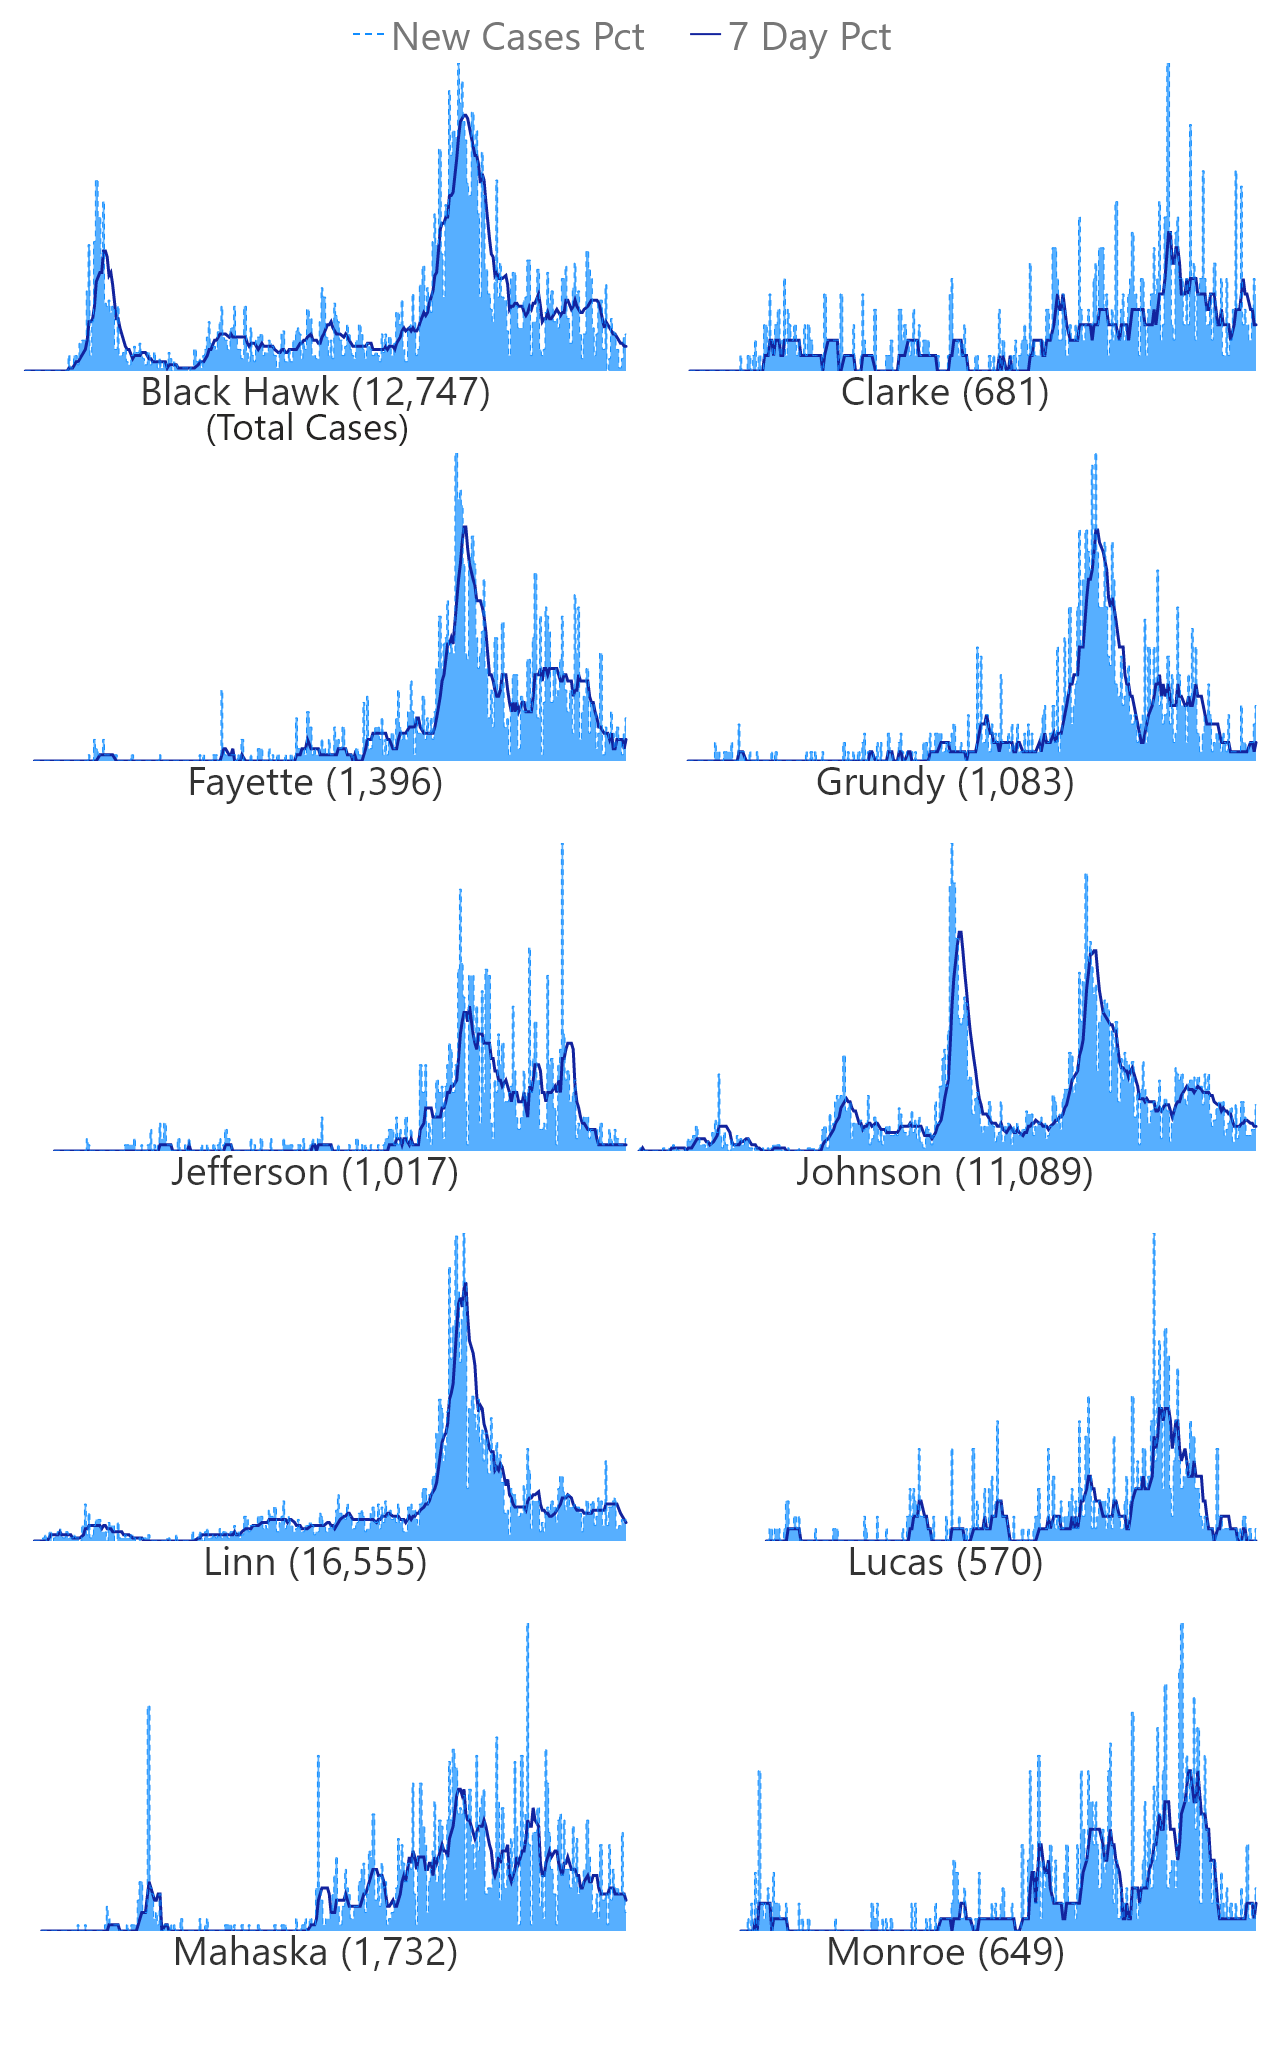 New Cases Pct 7 Day Pct
Black Hawk (12,747)
(Total Cases)
Clarke (681)
Fayette (1,396)
Grundy (1,083)
Jefferson (1,017)
Johnson (11,089)
Linn (16,555)
Lucas (570)
Mahaska (1,732)
Monroe (649)